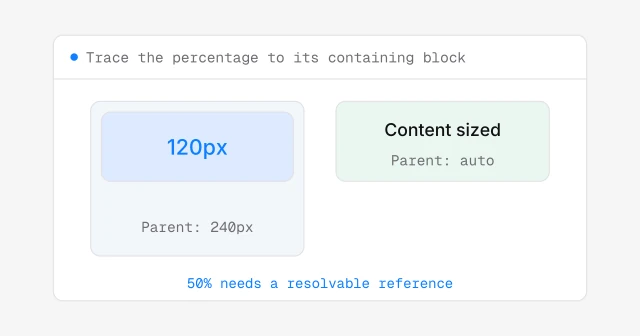 Trace the percentage to its containing block
120px
Parent: 240px
Content sized
Parent: auto
50% needs a resolvable reference